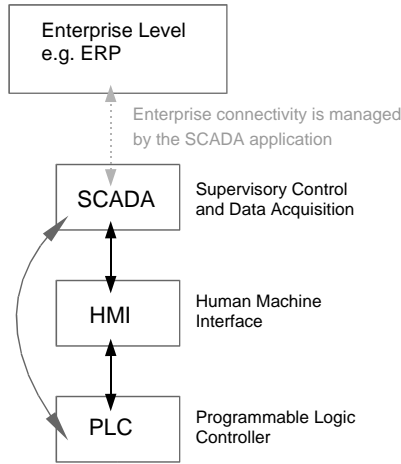 Enterprise Level
e.g. ERP
Enterprise connectivity is managed
by the SCADA application
SCADA
Supervisory Control
and Data Acquisition
HMI
Human Machine
Interface
PLC
Programmable Logic
Controller